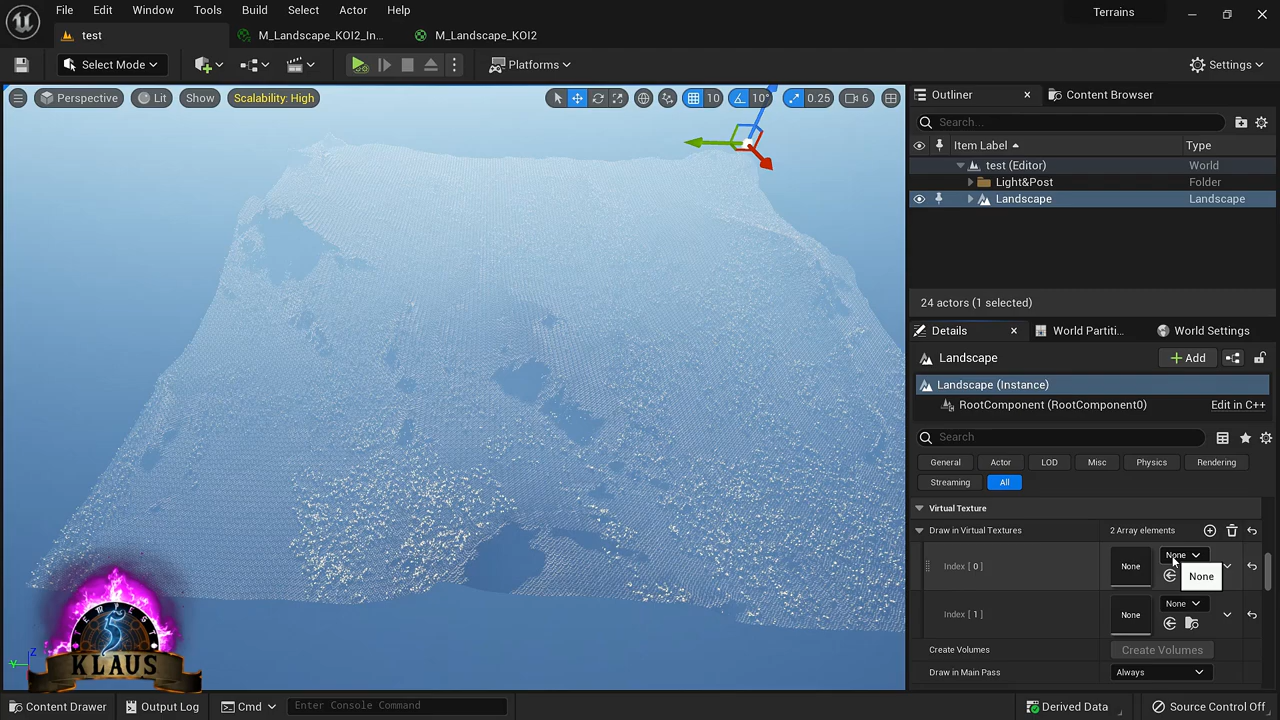 File Edit Window Tools Build Select Actor Help
Terrains
test
M_Landscape_KOI2_In...
M_Landscape_KOI2
Select Mode
Platforms
Settings
Perspective
Lit
Show
Scalability: High
10
10°
0.25
6
Outliner
Content Browser
Search...
Item Label
Type
test (Editor)
World
Light&Post
Folder
Landscape
Landscape
24 actors (1 selected)
Details
World Partiti...
World Settings
Landscape
Add
Landscape (Instance)
RootComponent (RootComponent0)
Edit in C++
Search
General
Actor
LOD
Misc
Physics
Rendering
Streaming
All
Virtual Texture
Draw in Virtual Textures
2 Array elements
Index [ 0 ]
None
None
None
Index [ 1 ]
None
None
Create Volumes
Create Volumes
Draw in Main Pass
Always
Z
Y
TEMPEST
KLAUS
Content Drawer
Output Log
Cmd
Enter Console Command
Derived Data
Source Control Off